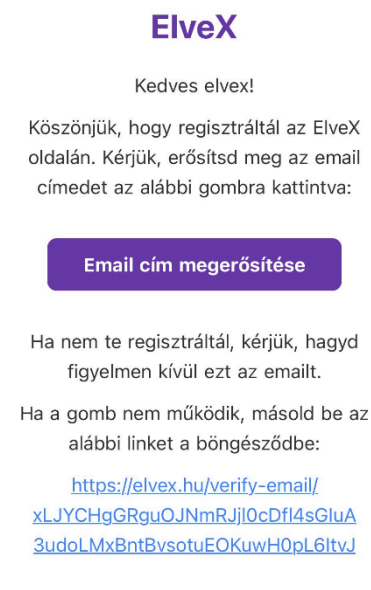 ElveX
Kedves elvex!
Köszönjük, hogy regisztráltál az ElveX
oldalán. Kérjük, erősítsd meg az email
címedet az alábbi gombra kattintva:
Email cím megerősítése
Ha nem te regisztráltál, kérjük, hagyd
figyelmen kívül ezt az emailt.
Ha a gomb nem működik, másold be az
alábbi linket a böngésződbe:
https://elvex.hu/verify-email/
xLJYCHgGRguOJNmRJjl0cDfl4sGluA
3udoLMxBntBvsotuEOKuwH0pL6ltvJ